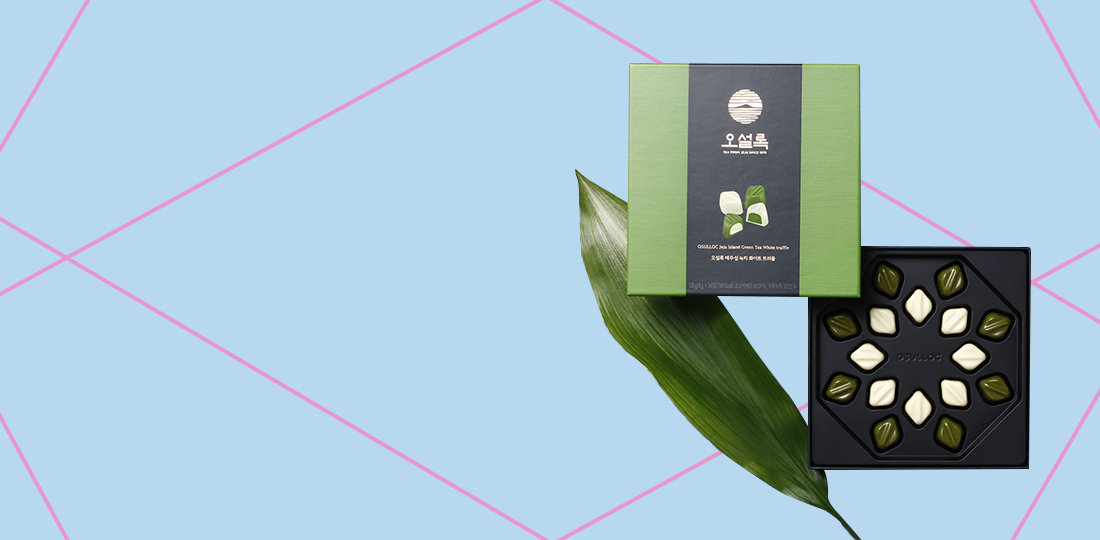 오설록
TEA FROM JEJU SINCE 1979
OSULLOC Jeju Island Green Tea White truffle
오설록 제주섬 녹차 화이트 트러플
OSULLOC